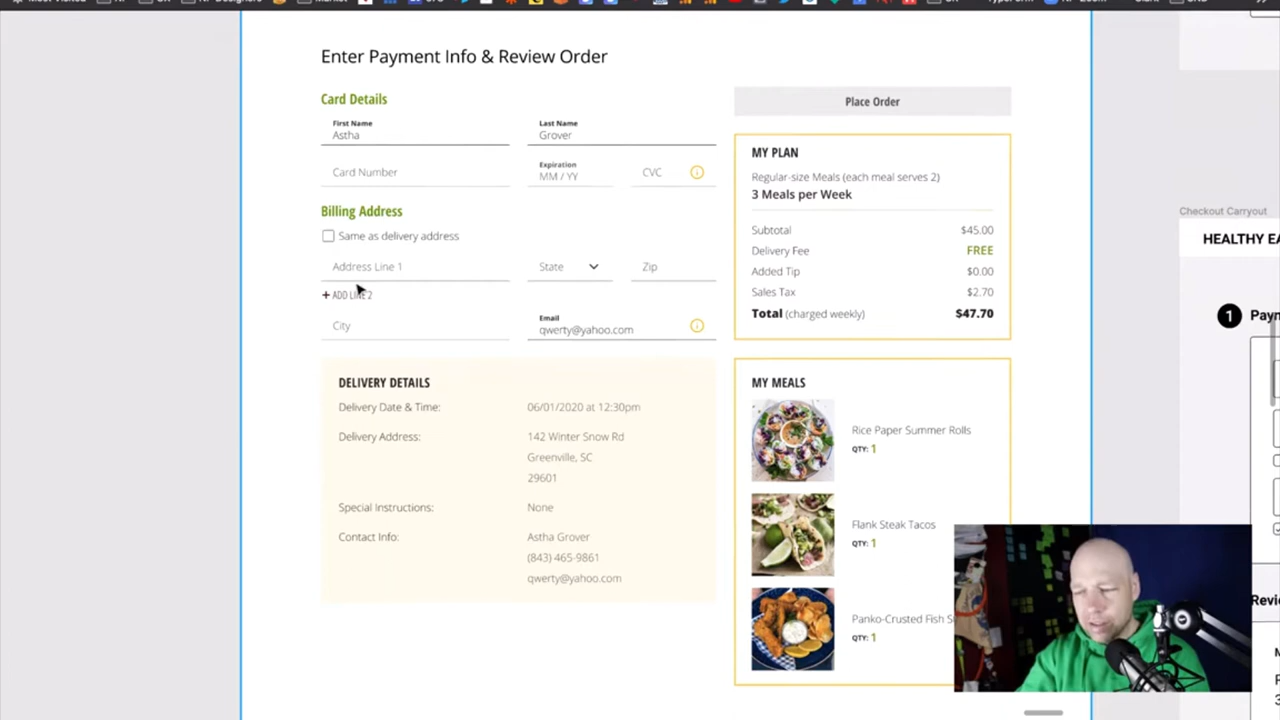 Enter Payment Info & Review Order
Card Details
First Name
Astha
Last Name
Grover
Card Number
Expiration
MM / YY
CVC
Billing Address
Same as delivery address
Address Line 1
State
Zip
+ ADD LINE 2
City
Email
qwerty@yahoo.com
DELIVERY DETAILS
Delivery Date & Time: 06/01/2020 at 12:30pm
Delivery Address: 142 Winter Snow Rd
Greenville, SC
29601
Special Instructions: None
Contact Info: Astha Grover
(843) 465-9861
qwerty@yahoo.com
Place Order
MY PLAN
Regular-size Meals (each meal serves 2)
3 Meals per Week
Subtotal $45.00
Delivery Fee FREE
Added Tip $0.00
Sales Tax $2.70
Total (charged weekly) $47.70
MY MEALS
Rice Paper Summer Rolls
QTY: 1
Flank Steak Tacos
QTY: 1
Panko-Crusted Fish
QTY: 1
Checkout Carryout
HEALTHY
1